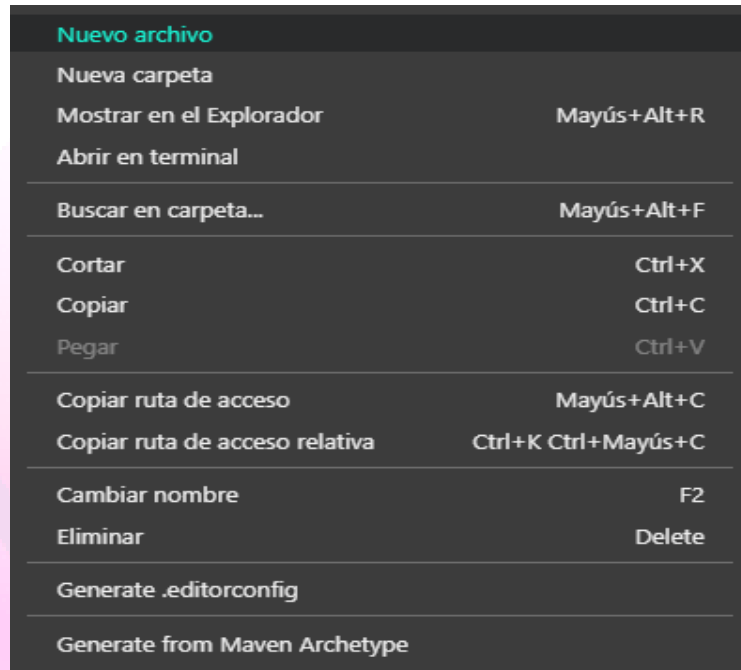 Nuevo archivo
Nueva carpeta
Mostrar en el Explorador Mayús+Alt+R
Abrir en terminal
Buscar en carpeta... Mayús+Alt+F
Cortar Ctrl+X
Copiar Ctrl+C
Pegar Ctrl+V
Copiar ruta de acceso Mayús+Alt+C
Copiar ruta de acceso relativa Ctrl+K Ctrl+Mayús+C
Cambiar nombre F2
Eliminar Delete
Generate .editorconfig
Generate from Maven Archetype